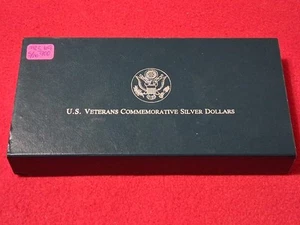 U.S. VETERANS COMMEMORATIVE SILVER DOLLARS